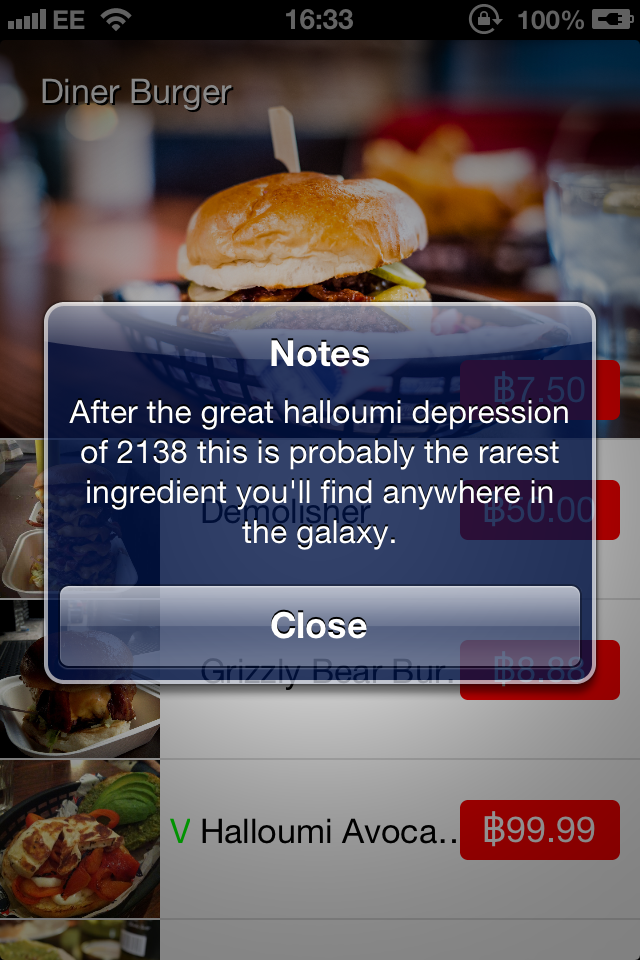 EE 16:33 100%
Diner Burger
Notes
฿7.50
After the great halloumi depression
of 2138 this is probably the rarest
ingredient you'll find anywhere in
Demolisher ฿50.00
the galaxy.
Close
Grizzly Bear Bur… ฿8.88
V Halloumi Avoca… ฿99.99